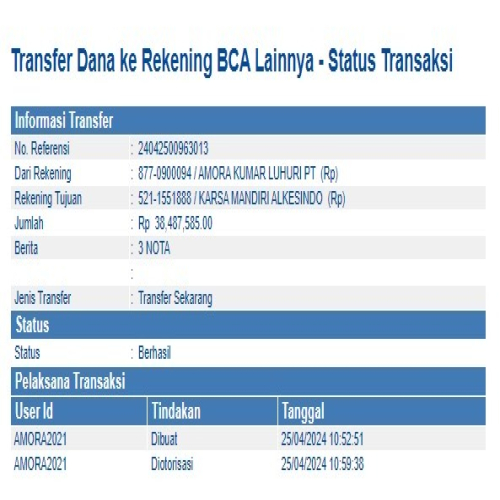 Transfer Dana ke Rekening BCA Lainnya - Status Transaksi
Informasi Transfer
No. Referensi : 24042500963013
Dari Rekening : 877-0900094 / AMORA KUMAR LUHURI PT (Rp)
Rekening Tujuan : 521-1551888 / KARSA MANDIRI ALKESINDO (Rp)
Jumlah : Rp 38,487,585.00
Berita : 3 NOTA
:
Jenis Transfer : Transfer Sekarang
Status
Status : Berhasil
Pelaksana Transaksi
User Id Tindakan Tanggal
AMORA2021 Dibuat 25/04/2024 10:52:51
AMORA2021 Diotorisasi 25/04/2024 10:59:38